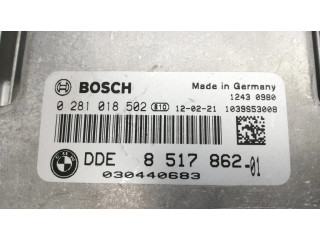 BOSCH
Made in Germany
1243 0980
0 281 018 502 B10 12-02-21 1039S53008
DDE 8 517 862-01
030440683